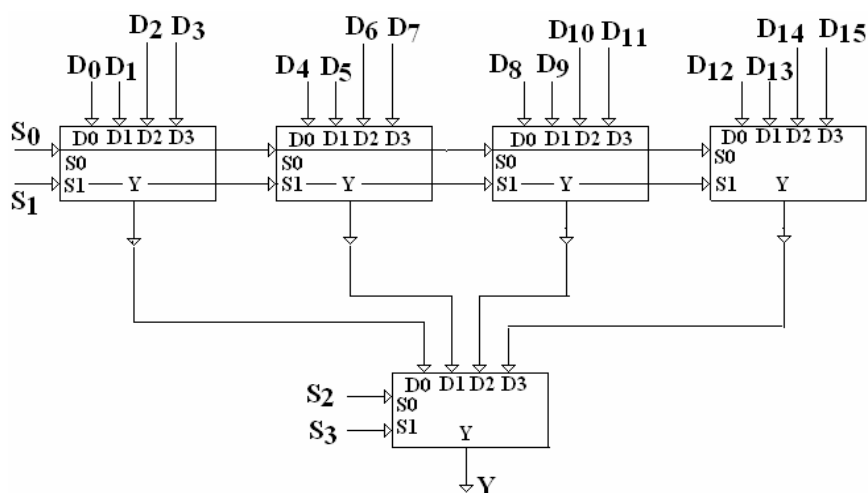 D2 D3 D6 D7 D10 D11 D14 D15
D0 D1 D4 D5 D8 D9 D12 D13
S0 D0 D1 D2 D3 D0 D1 D2 D3 D0 D1 D2 D3 D0 D1 D2 D3
S0 S0 S0 S0
S1 S1 Y S1 Y S1 Y S1 Y
D0 D1 D2 D3
S2 S0
S3 S1 Y
Y